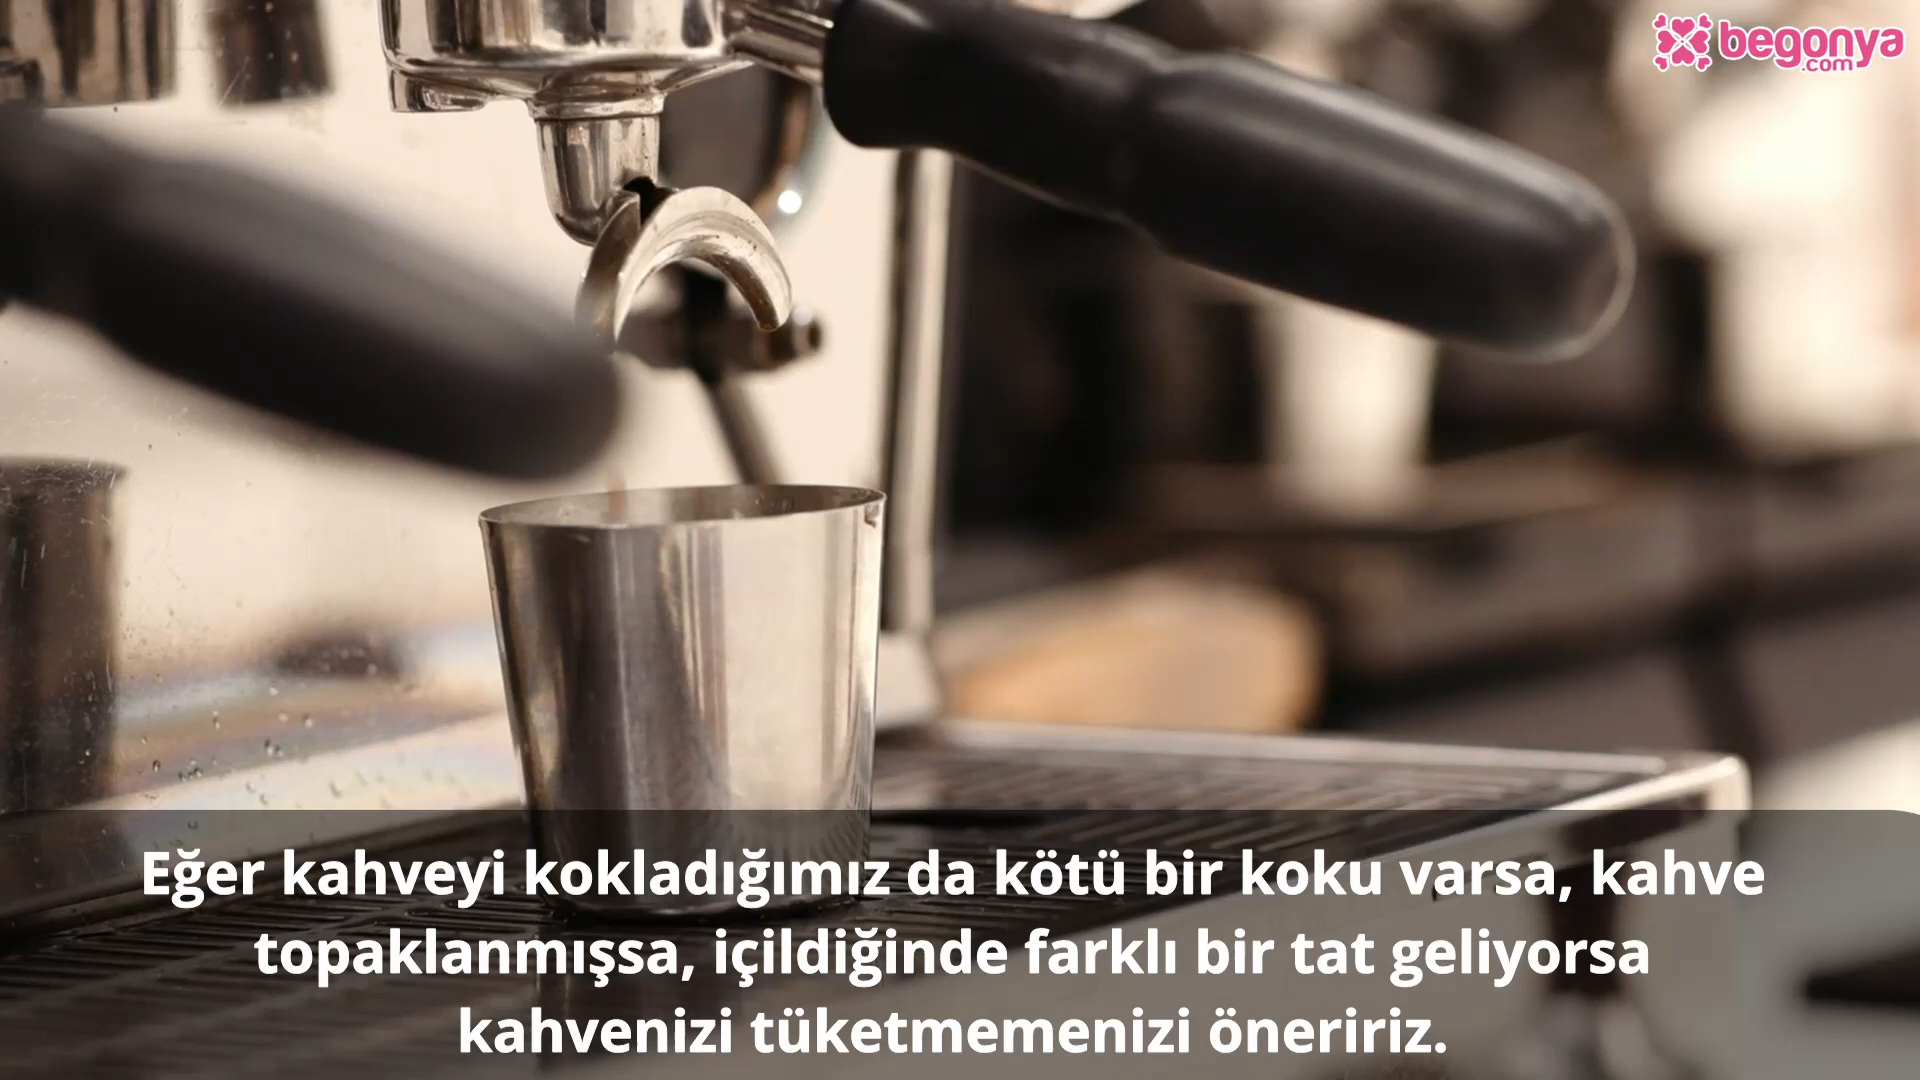 begonya
.com
Eğer kahveyi kokladığımız da kötü bir koku varsa, kahve
topaklanmışsa, içildiğinde farklı bir tat geliyorsa
kahvenizi tüketmemenizi öneririz.